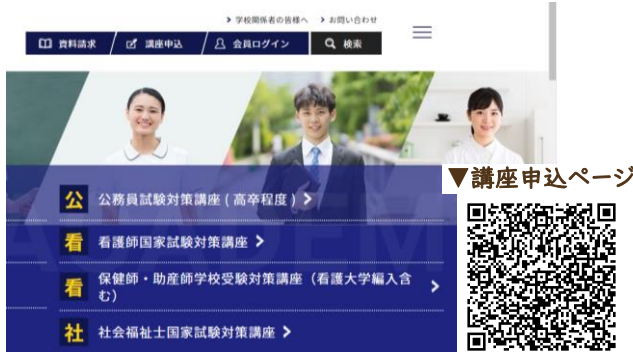 学校関係者の皆様へ お問い合わせ
資料請求 講座申込 会員ログイン 検索
公 公務員試験対策講座 ( 高卒程度 )
看 看護師国家試験対策講座
看 保健師・助産師学校受験対策講座（看護大学編入含
む）
社 社会福祉士国家試験対策講座
▼講座申込ページ